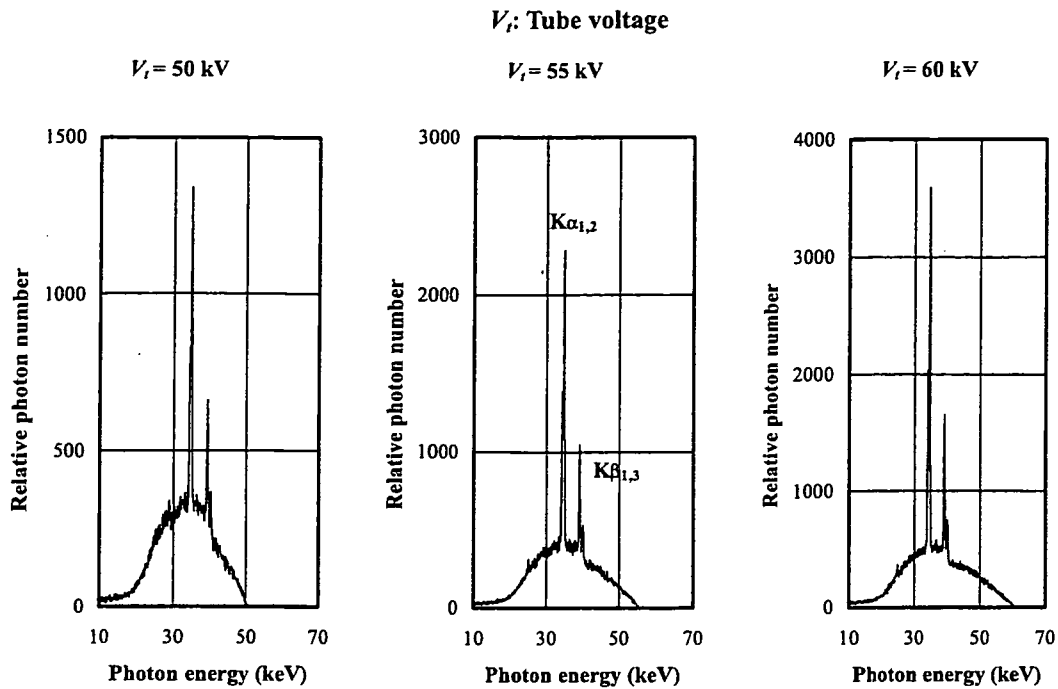 Vₜ: Tube voltage
Vₜ = 50 kV
1500
1000
500
0
10 30 50 70
Relative photon number
Photon energy (keV)
Vₜ = 55 kV
3000
2000
1000
0
10 30 50 70
Kα₁,₂
Kβ₁,₃
Relative photon number
Photon energy (keV)
Vₜ = 60 kV
4000
3000
2000
1000
0
10 30 50 70
Relative photon number
Photon energy (keV)